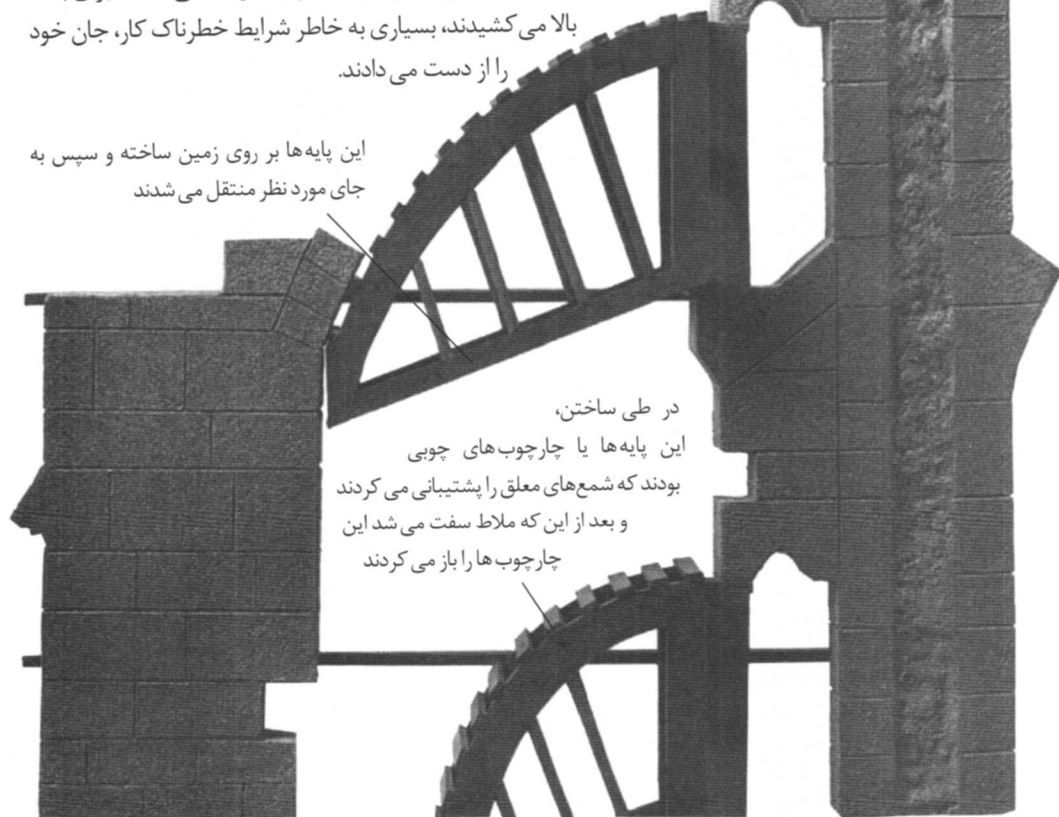 بالا می‌کشیدند، بسیاری به خاطر شرایط خطرناک کار، جان خود
را از دست می‌دادند.
این پایه‌ها بر روی زمین ساخته و سپس به
جای مورد نظر منتقل می‌شدند
در طی ساختن،
این پایه‌ها یا چارچوب‌های چوبی
بودند که شمع‌های معلق را پشتیبانی می‌کردند
و بعد از این که ملاط سفت می‌شد این
چارچوب ها را باز می‌کردند